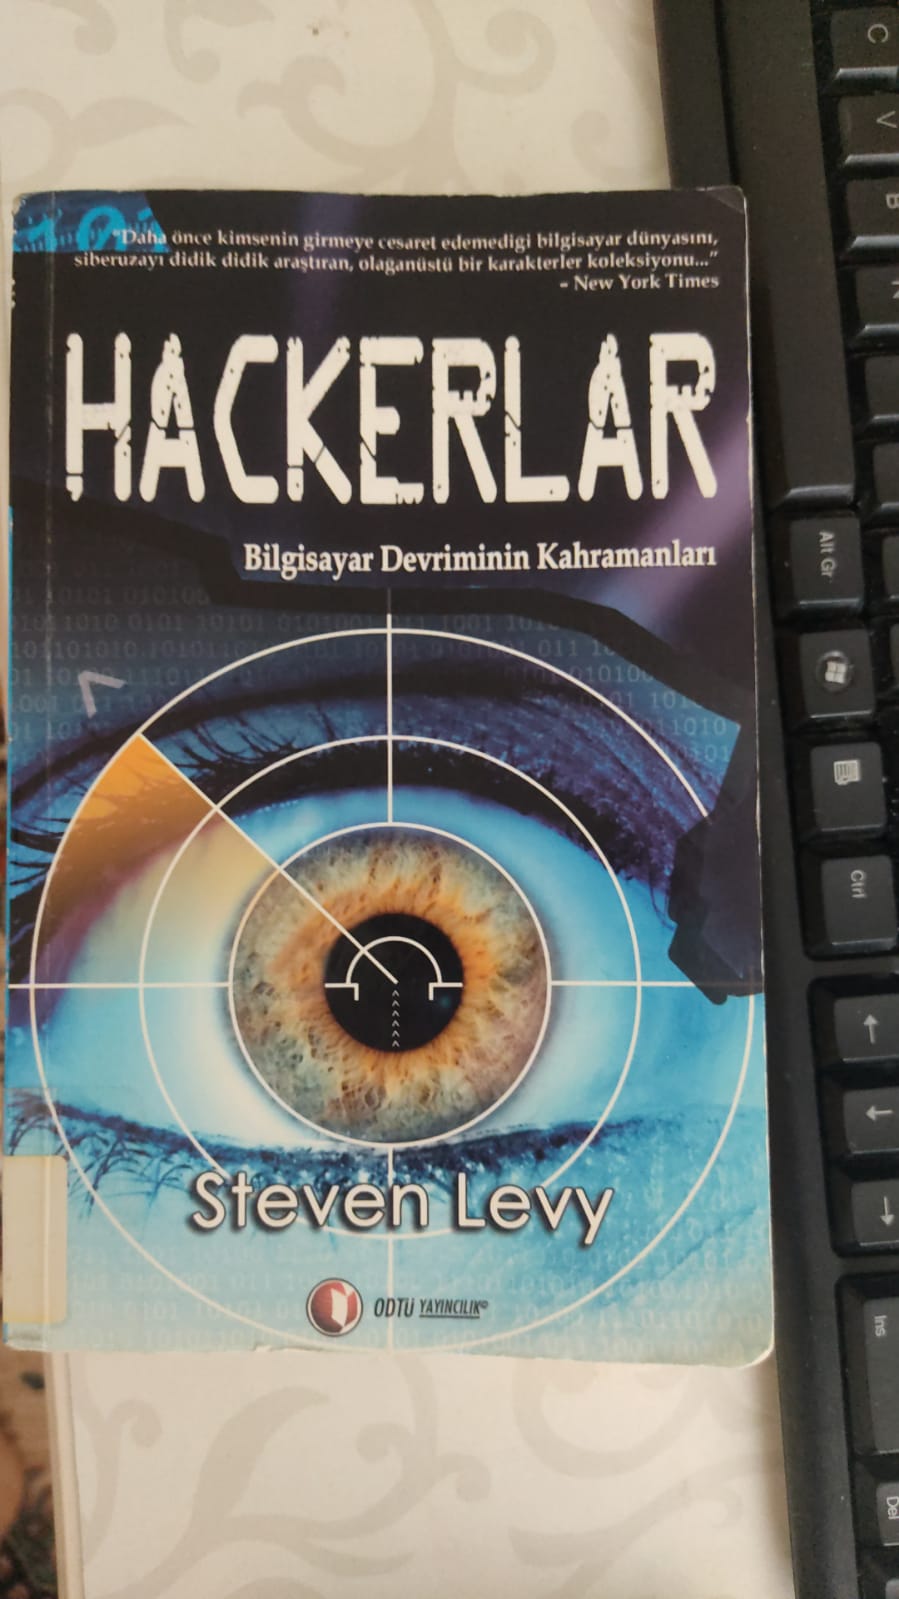 "Daha önce kimsenin girmeye cesaret edemediği bilgisayar dünyasını,
siberuzayı didik didik araştıran, olağanüstü bir karakterler koleksiyonu..."
- New York Times
HACKERLAR
Bilgisayar Devriminin Kahramanları
Steven Levy
ODTÜ YAYINCILIK©
C
V
B
Alt Gr
Ctrl
Ins
Del